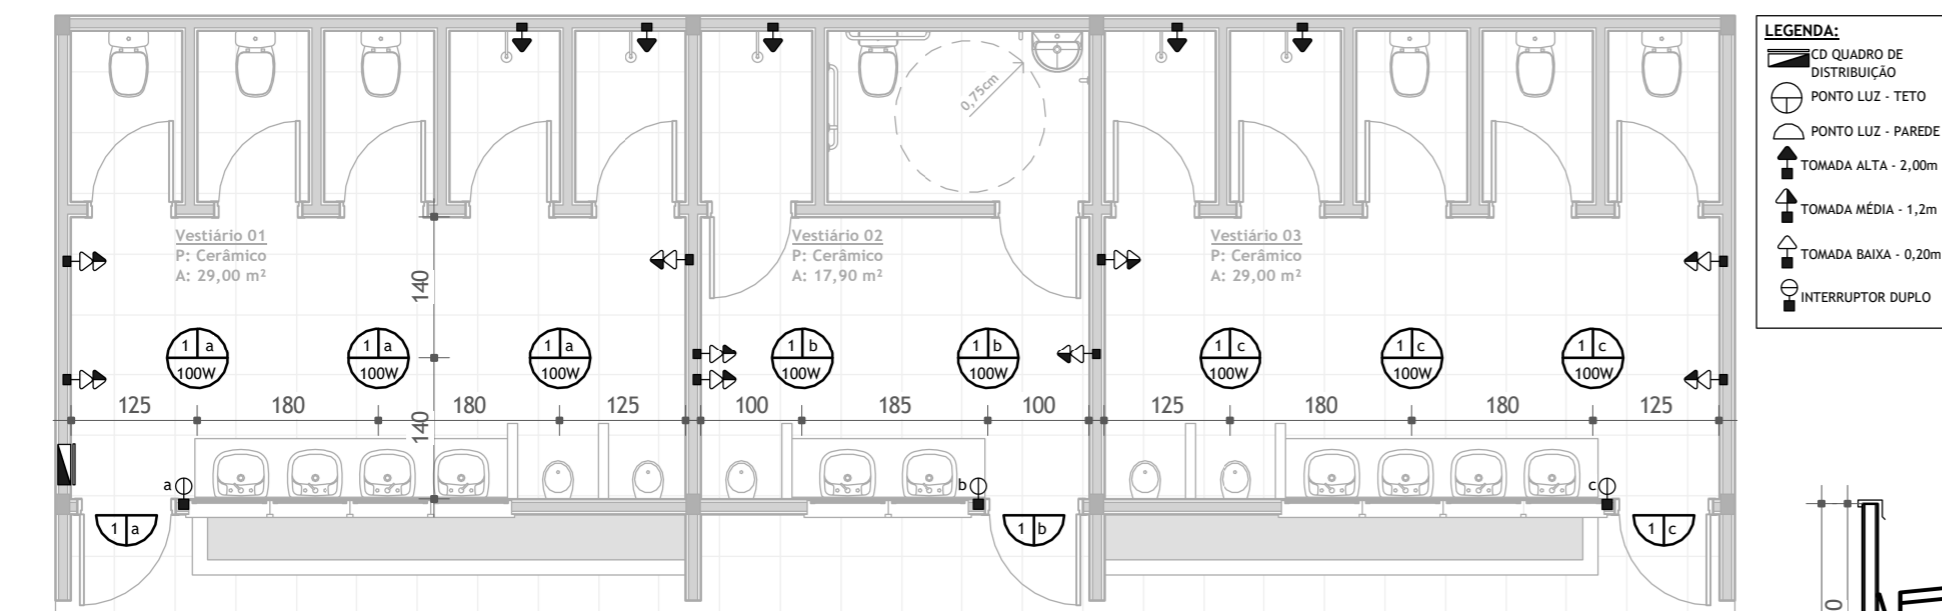 LEGENDA:
CD QUADRO DE
DISTRIBUIÇÃO
PONTO LUZ - TETO
PONTO LUZ - PAREDE
TOMADA ALTA - 2,00m
TOMADA MÉDIA - 1,2m
TOMADA BAIXA - 0,20m
INTERRUPTOR DUPLO
0,75cm
Vestiário 01
P: Cerâmico
A: 29,00 m²
Vestiário 02
P: Cerâmico
A: 17,90 m²
Vestiário 03
P: Cerâmico
A: 29,00 m²
140
1 a
100W
1 a
100W
1 a
100W
1 b
100W
1 b
100W
1 c
100W
1 c
100W
1 c
100W
125 180 180 125 100 185 100 125 180 180 125
140
a
b
c
1 a
1 b
1 c